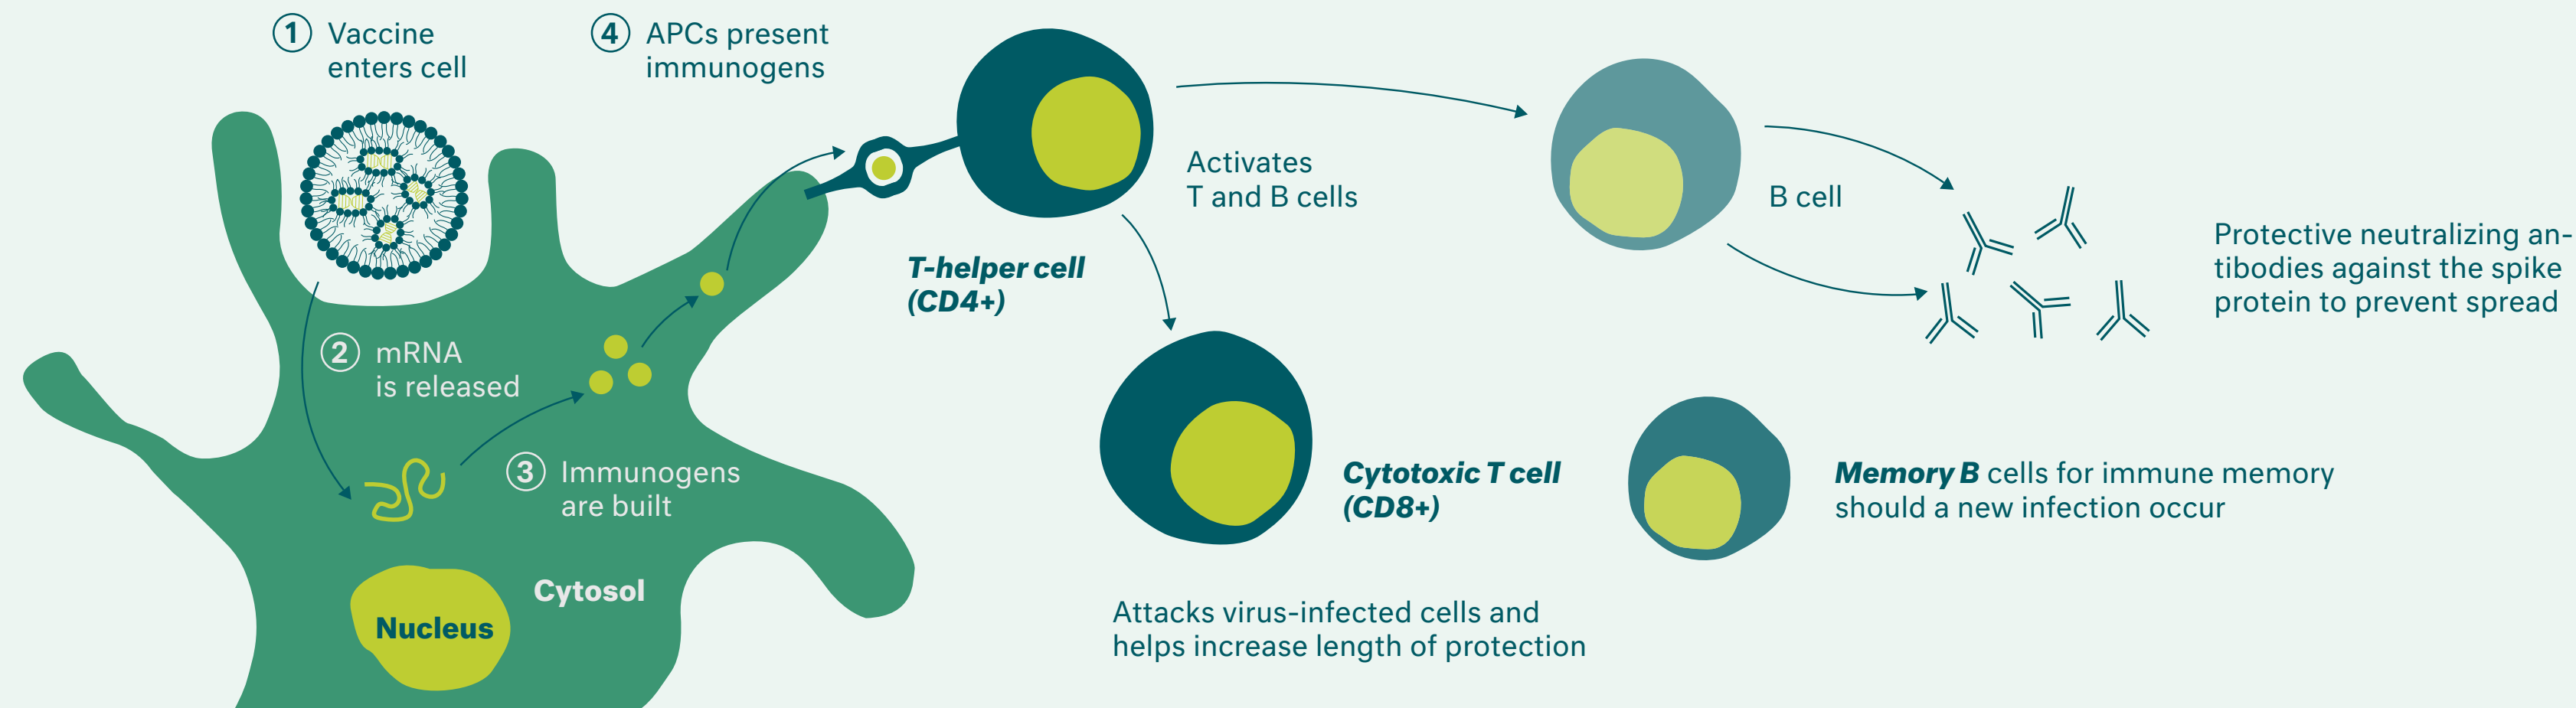 1 Vaccine
enters cell
4 APCs present
immunogens
2 mRNA
is released
3 Immunogens
are built
Cytosol
Nucleus
T-helper cell
(CD4+)
Activates
T and B cells
B cell
Protective neutralizing an-
tibodies against the spike
protein to prevent spread
Cytotoxic T cell
(CD8+)
Attacks virus-infected cells and
helps increase length of protection
Memory B cells for immune memory
should a new infection occur